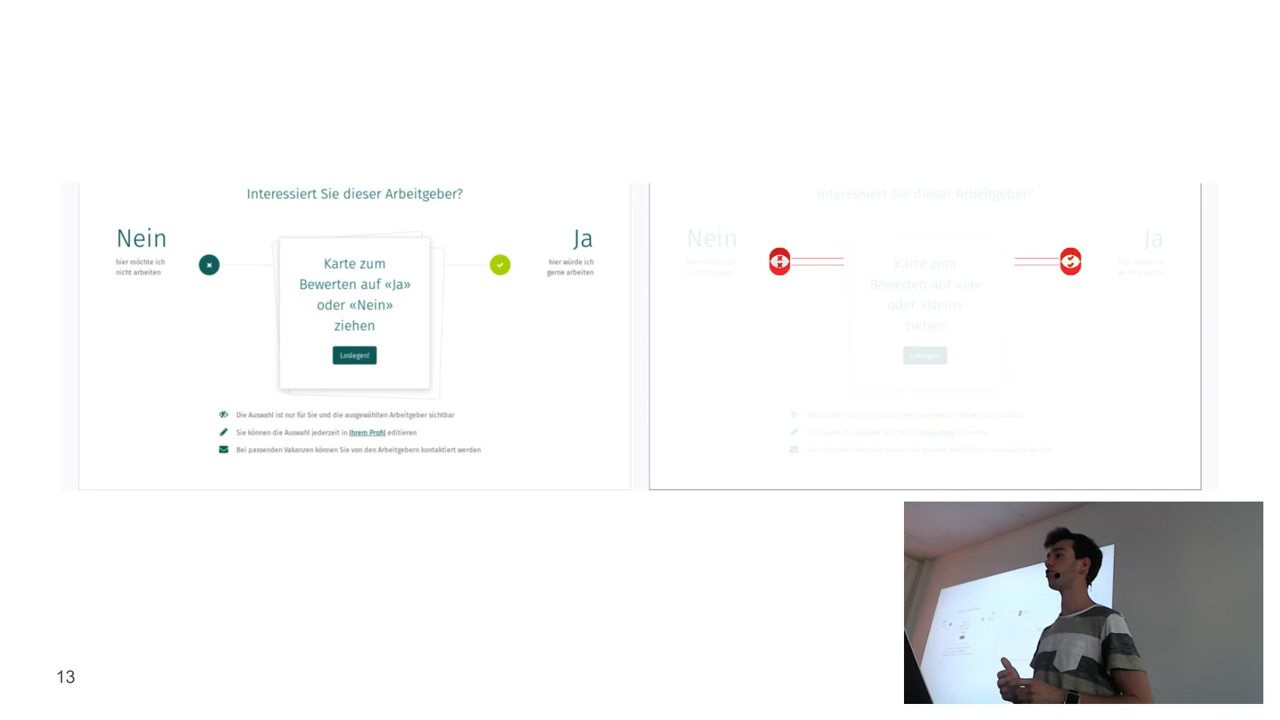 Interessiert Sie dieser Arbeitgeber?
Nein
hier möchte ich
nicht arbeiten
Ja
hier würde ich
gerne arbeiten
Karte zum
Bewerten auf «Ja»
oder «Nein»
ziehen
Loslegen!
Die Auswahl ist nur für Sie und die ausgewählten Arbeitgeber sichtbar
Sie können die Auswahl jederzeit in Ihrem Profil editieren
Bei passenden Vakanzen können Sie von den Arbeitgebern kontaktiert werden
Interessiert Sie dieser Arbeitgeber?
Nein
Ja
Karte zum
Bewerten auf «Ja»
oder «Nein»
ziehen
Loslegen!
13